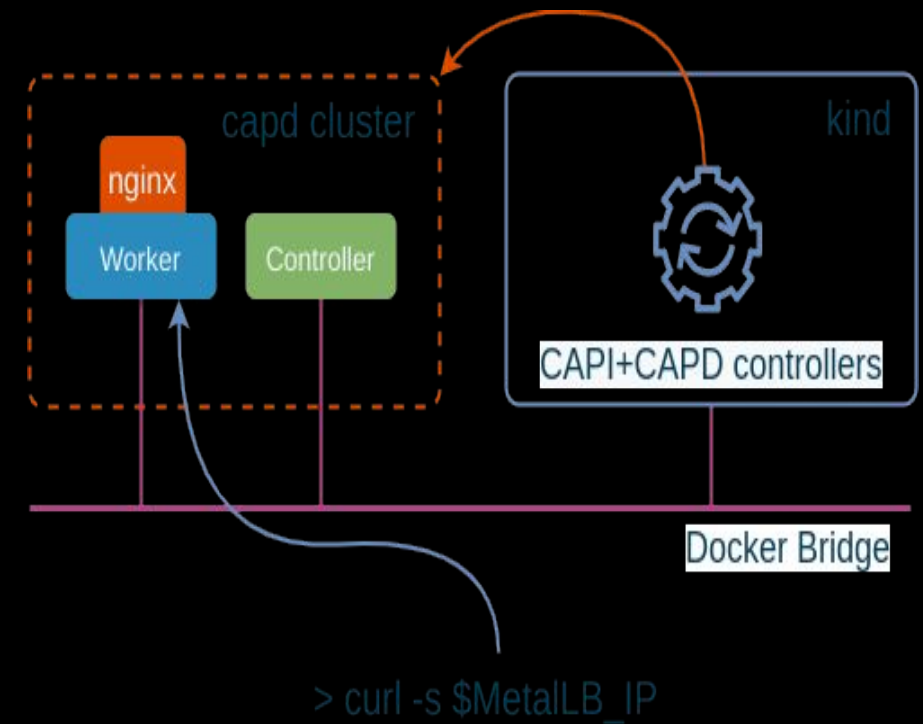 capd cluster
kind
nginx
Worker
Controller
CAPI+CAPD controllers
Docker Bridge
> curl -s $MetalLB_IP